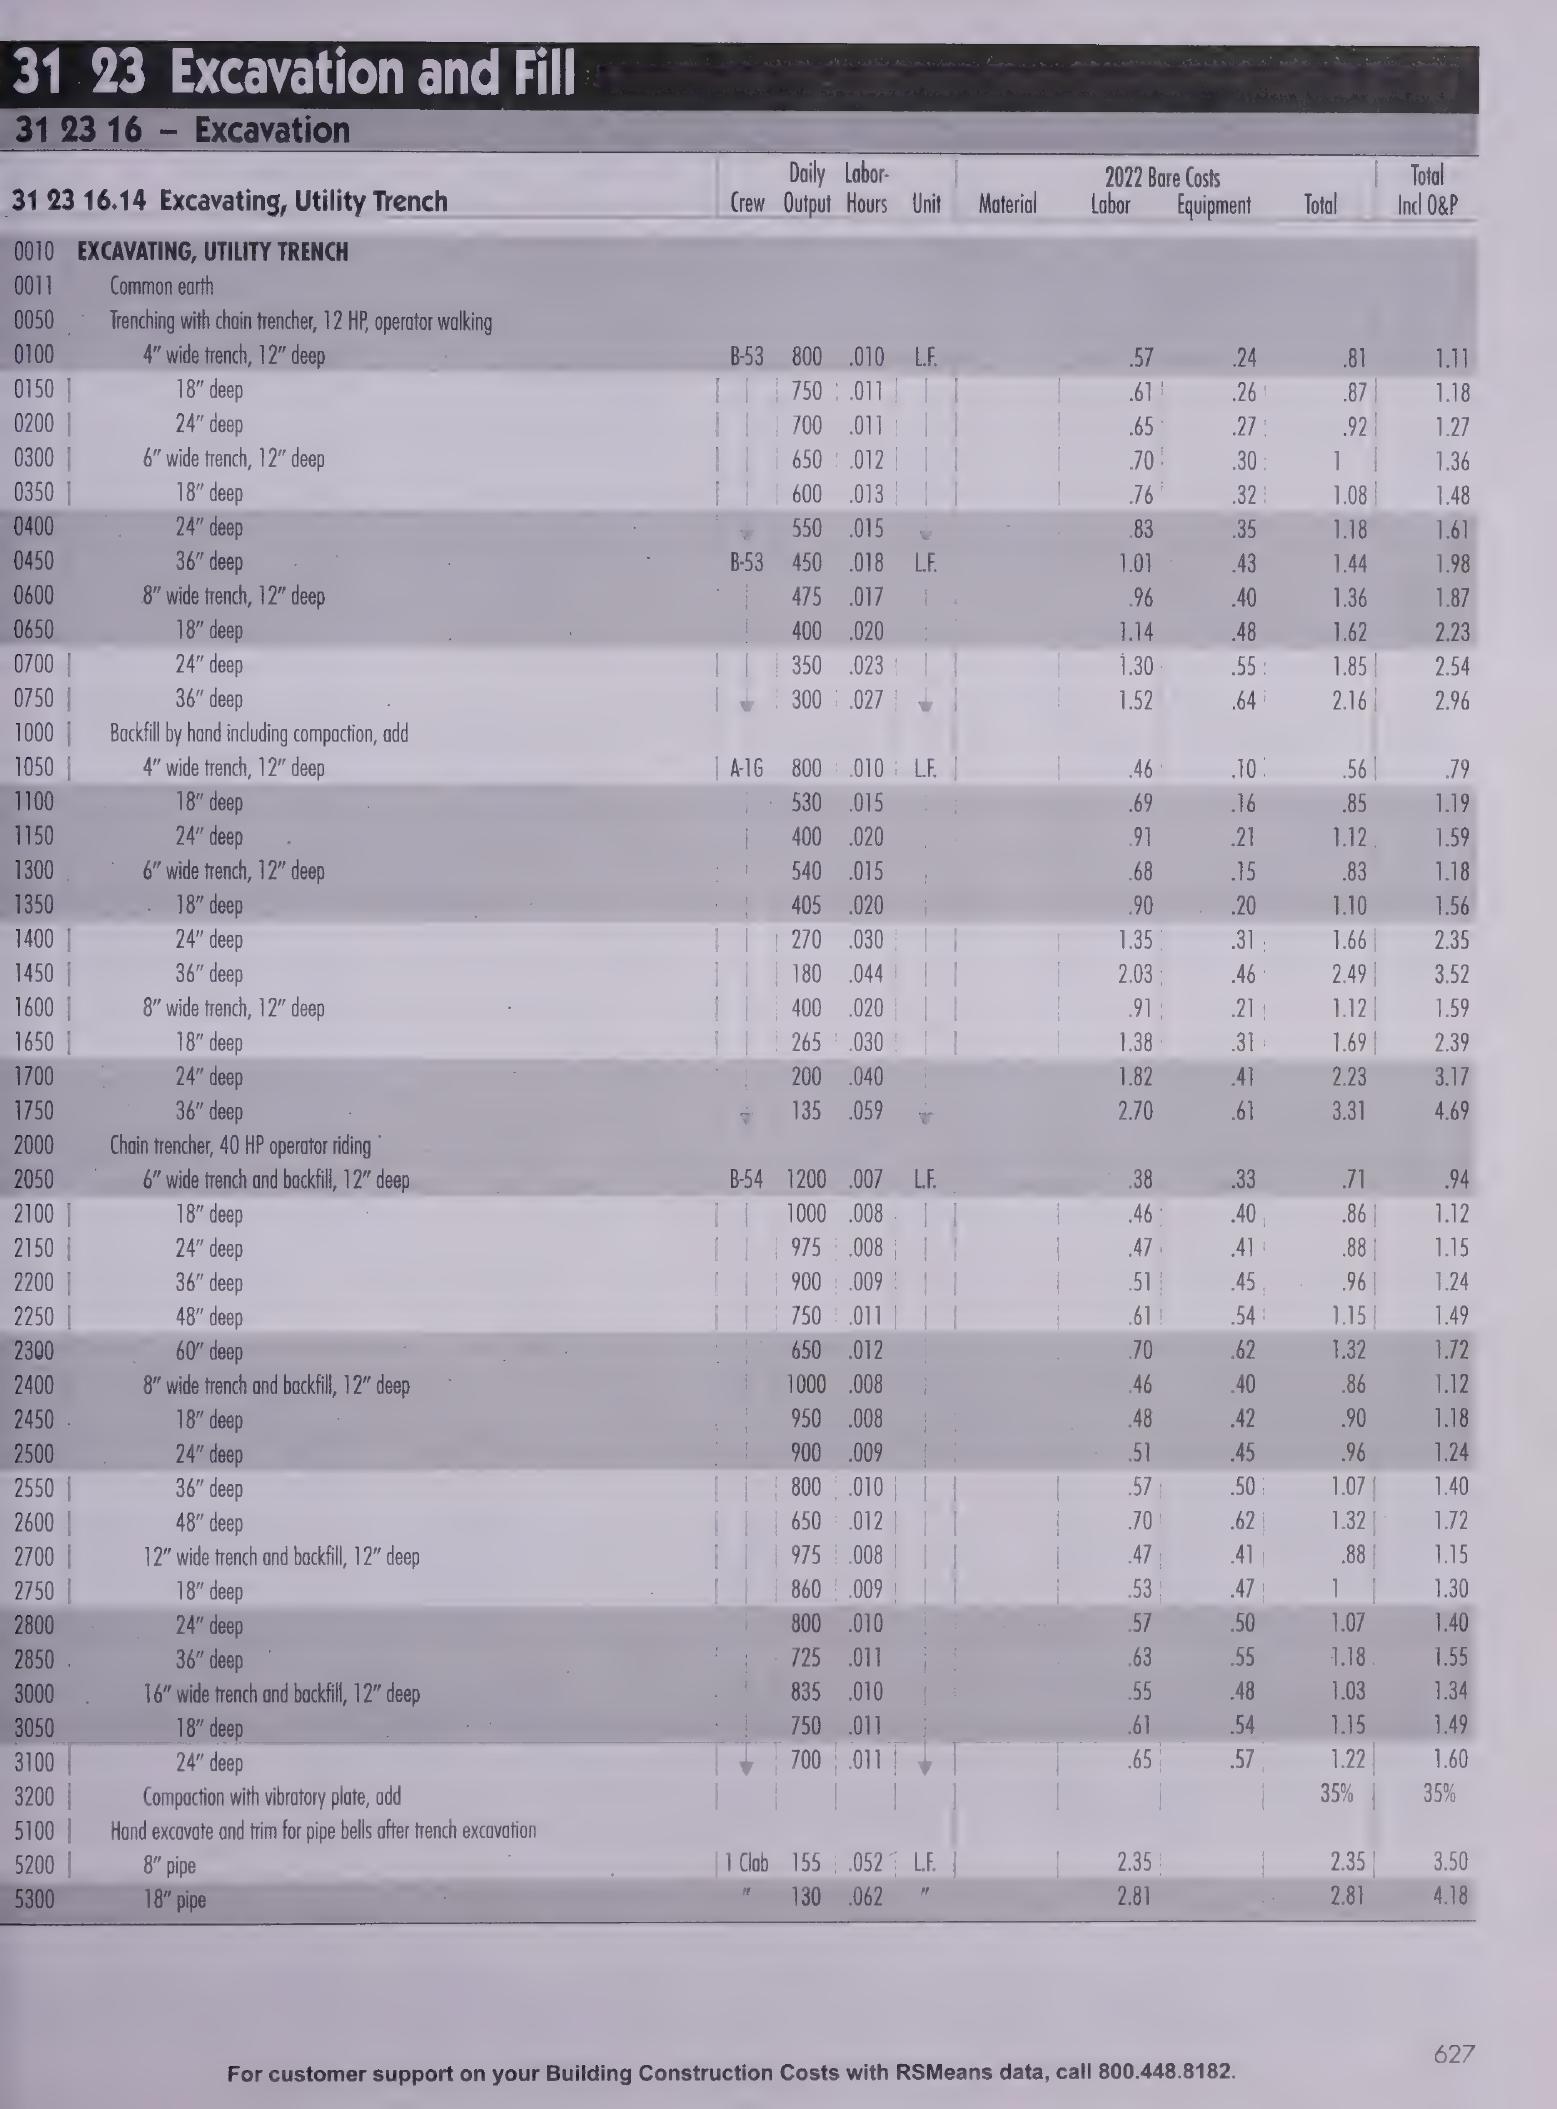 31 23 Excavation and Fill
31 23 16 – Excavation
31 23 16.14 Excavating, Utility Trench Crew Daily Output Labor-Hours Unit Material 2022 Bare Costs Labor Equipment Total Total Incl O&P
0010 EXCAVATING, UTILITY TRENCH
0011 Common earth
0050 Trenching with chain trencher, 12 HP, operator walking
0100 4" wide trench, 12" deep B-53 800 .010 L.F. .57 .24 .81 1.11
0150 18" deep 750 .011 .61 .26 .87 1.18
0200 24" deep 700 .011 .65 .27 .92 1.27
0300 6" wide trench, 12" deep 650 .012 .70 .30 1 1.36
0350 18" deep 600 .013 .76 .32 1.08 1.48
0400 24" deep 550 .015 .83 .35 1.18 1.61
0450 36" deep B-53 450 .018 L.F. 1.01 .43 1.44 1.98
0600 8" wide trench, 12" deep 475 .017 .96 .40 1.36 1.87
0650 18" deep 400 .020 1.14 .48 1.62 2.23
0700 24" deep 350 .023 1.30 .55 1.85 2.54
0750 36" deep 300 .027 1.52 .64 2.16 2.96
1000 Backfill by hand including compaction, add
1050 4" wide trench, 12" deep A-1G 800 .010 L.F. .46 .10 .56 .79
1100 18" deep 530 .015 .69 .16 .85 1.19
1150 24" deep 400 .020 .91 .21 1.12 1.59
1300 6" wide trench, 12" deep 540 .015 .68 .15 .83 1.18
1350 18" deep 405 .020 .90 .20 1.10 1.56
1400 24" deep 270 .030 1.35 .31 1.66 2.35
1450 36" deep 180 .044 2.03 .46 2.49 3.52
1600 8" wide trench, 12" deep 400 .020 .91 .21 1.12 1.59
1650 18" deep 265 .030 1.38 .31 1.69 2.39
1700 24" deep 200 .040 1.82 .41 2.23 3.17
1750 36" deep 135 .059 2.70 .61 3.31 4.69
2000 Chain trencher, 40 HP operator riding
2050 6" wide trench and backfill, 12" deep B-54 1200 .007 L.F. .38 .33 .71 .94
2100 18" deep 1000 .008 .46 .40 .86 1.12
2150 24" deep 975 .008 .47 .41 .88 1.15
2200 36" deep 900 .009 .51 .45 .96 1.24
2250 48" deep 750 .011 .61 .54 1.15 1.49
2300 60" deep 650 .012 .70 .62 1.32 1.72
2400 8" wide trench and backfill, 12" deep 1000 .008 .46 .40 .86 1.12
2450 18" deep 950 .008 .48 .42 .90 1.18
2500 24" deep 900 .009 .51 .45 .96 1.24
2550 36" deep 800 .010 .57 .50 1.07 1.40
2600 48" deep 650 .012 .70 .62 1.32 1.72
2700 12" wide trench and backfill, 12" deep 975 .008 .47 .41 .88 1.15
2750 18" deep 860 .009 .53 .47 1 1.30
2800 24" deep 800 .010 .57 .50 1.07 1.40
2850 36" deep 725 .011 .63 .55 1.18 1.55
3000 16" wide trench and backfill, 12" deep 835 .010 .55 .48 1.03 1.34
3050 18" deep 750 .011 .61 .54 1.15 1.49
3100 24" deep 700 .011 .65 .57 1.22 1.60
3200 Compaction with vibratory plate, add 35% 35%
5100 Hand excavate and trim for pipe bells after trench excavation
5200 8" pipe 1 Clab 155 .052 L.F. 2.35 2.35 3.50
5300 18" pipe " 130 .062 " 2.81 2.81 4.18
For customer support on your Building Construction Costs with RSMeans data, call 800.448.8182.
627